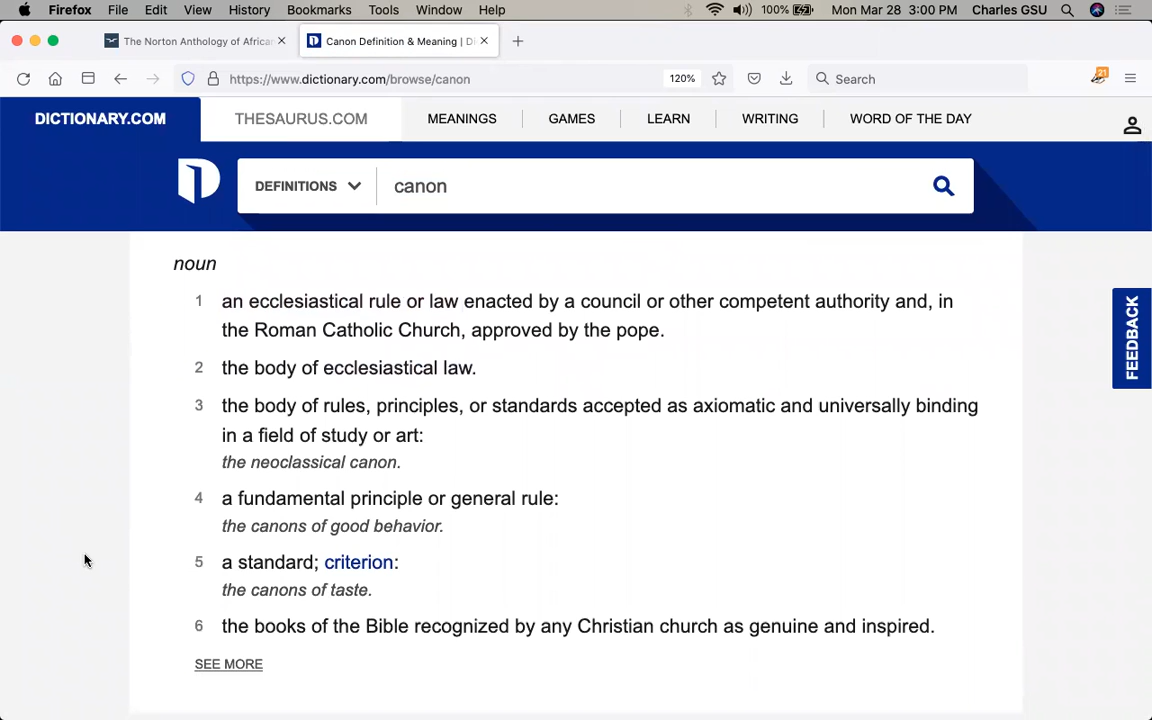 Firefox File Edit View History Bookmarks Tools Window Help 100% Mon Mar 28 3:00 PM Charles GSU
The Norton Anthology of Africar Canon Definition & Meaning | Di
https://www.dictionary.com/browse/canon 120% Search 21
DICTIONARY.COM THESAURUS.COM MEANINGS GAMES LEARN WRITING WORD OF THE DAY
DEFINITIONS canon
noun
1 an ecclesiastical rule or law enacted by a council or other competent authority and, in
the Roman Catholic Church, approved by the pope.
2 the body of ecclesiastical law.
3 the body of rules, principles, or standards accepted as axiomatic and universally binding
in a field of study or art:
the neoclassical canon.
4 a fundamental principle or general rule:
the canons of good behavior.
5 a standard; criterion:
the canons of taste.
6 the books of the Bible recognized by any Christian church as genuine and inspired.
SEE MORE
FEEDBACK